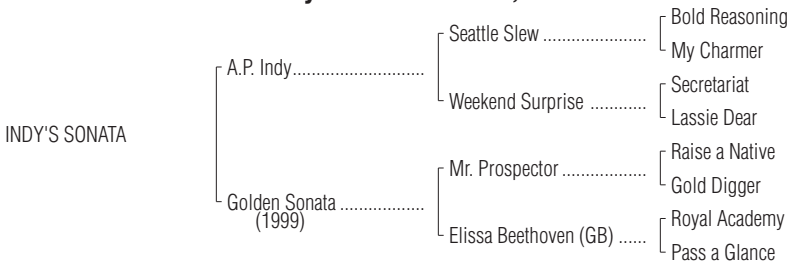 Bold Reasoning
Seattle Slew ......................
My Charmer
A.P. Indy............................
Secretariat
Weekend Surprise ............
Lassie Dear
INDY'S SONATA
Raise a Native
Mr. Prospector ..................
Gold Digger
Golden Sonata ..................
(1999)
Royal Academy
Elissa Beethoven (GB) ......
Pass a Glance